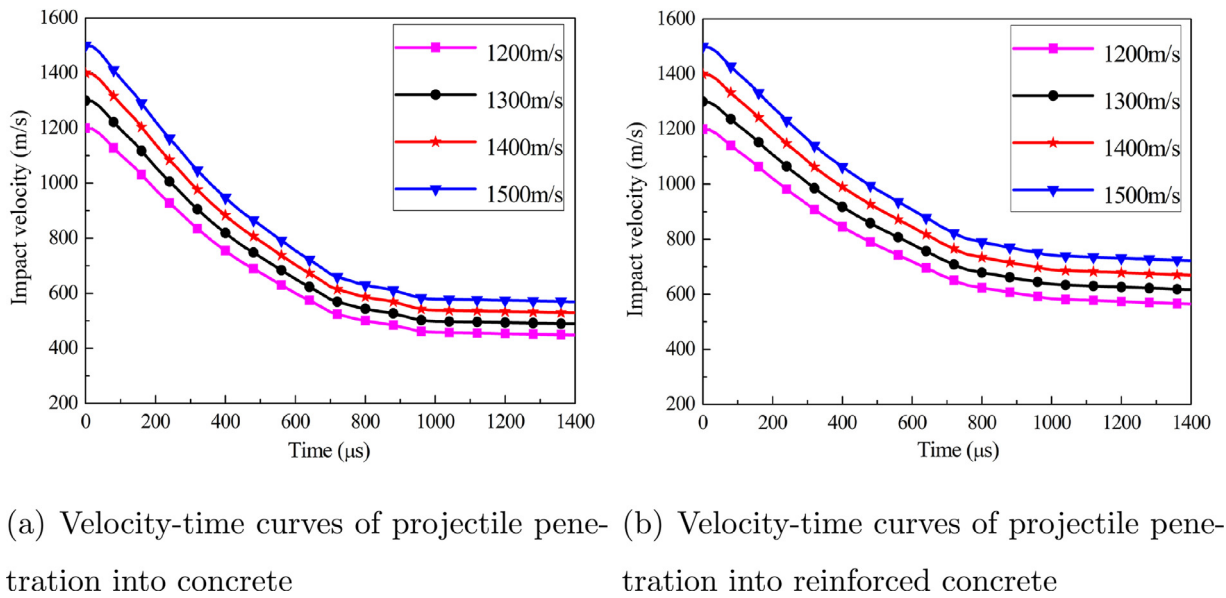 1600
1400
1200
1000
800
600
400
200
Impact velocity (m/s)
1200m/s
1300m/s
1400m/s
1500m/s
0 200 400 600 800 1000 1200 1400
Time (μs)
1600
1400
1200
1000
800
600
400
200
Impact velocity (m/s)
1200m/s
1300m/s
1400m/s
1500m/s
0 200 400 600 800 1000 1200 1400
Time (μs)
(a) Velocity-time curves of projectile pene-
tration into concrete
(b) Velocity-time curves of projectile pene-
tration into reinforced concrete